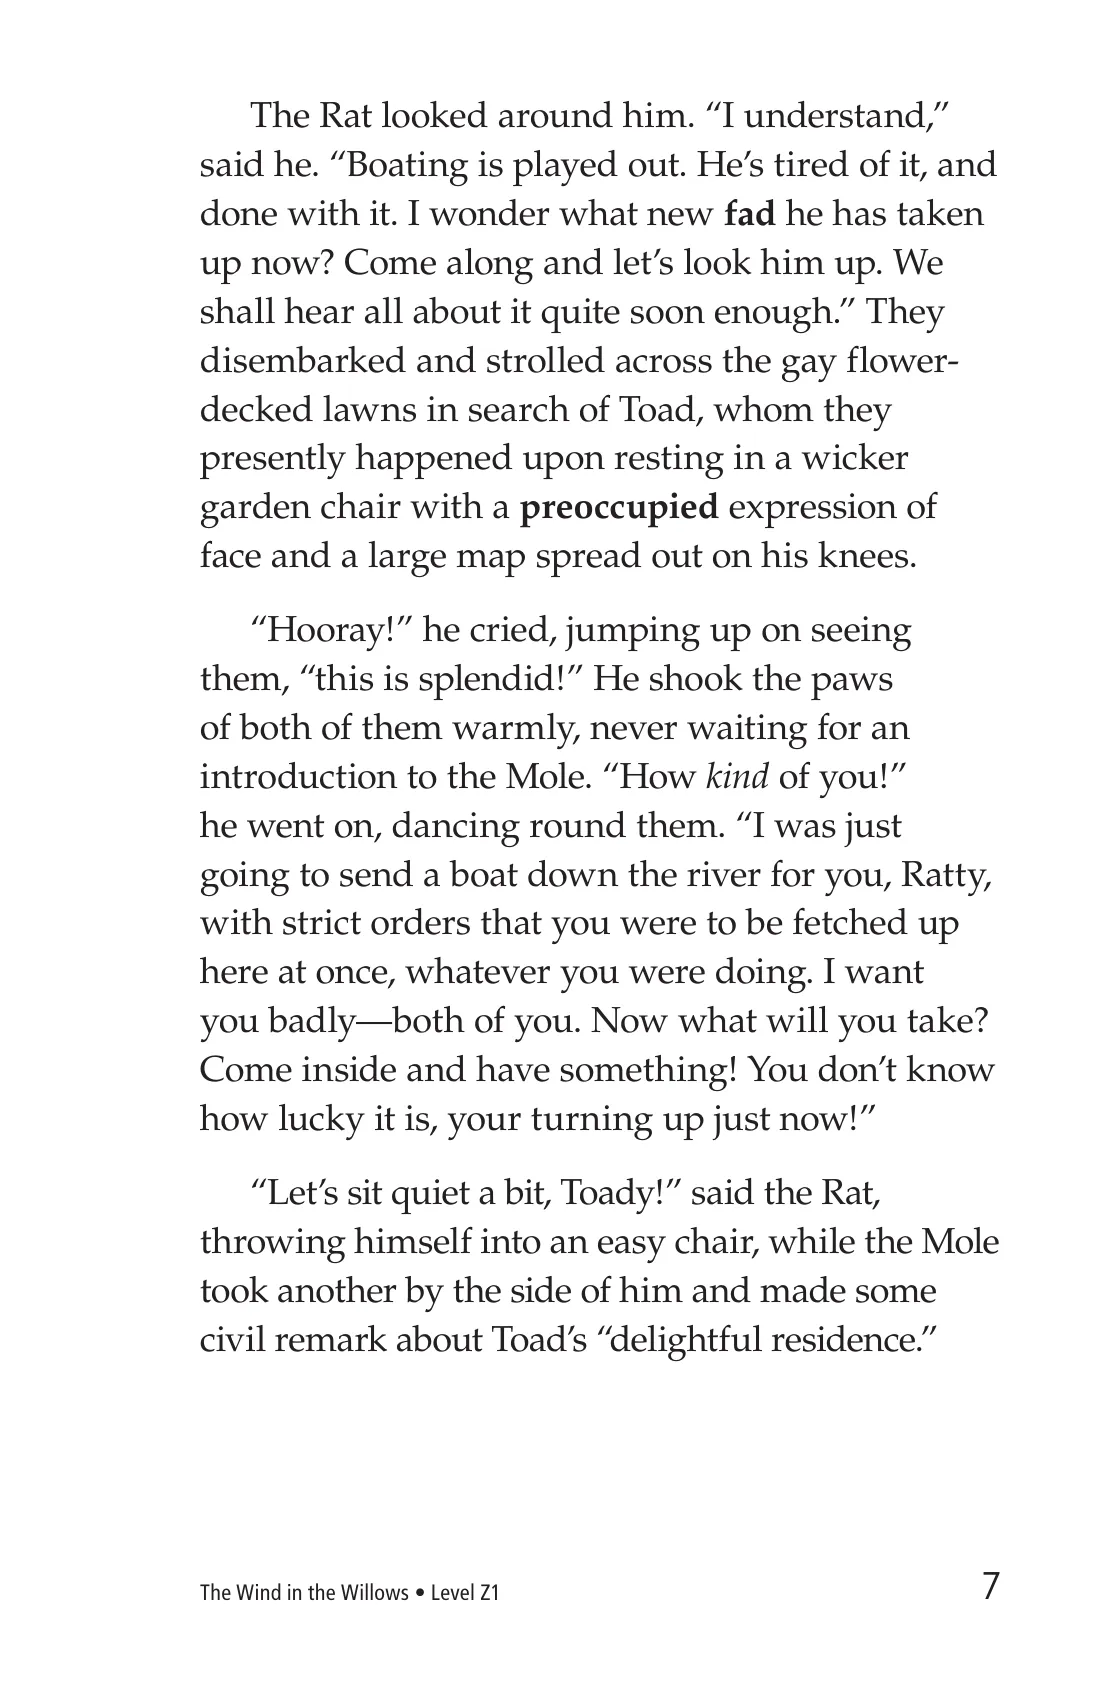 The Rat looked around him. “I understand,”
said he. “Boating is played out. He’s tired of it, and
done with it. I wonder what new fad he has taken
up now? Come along and let’s look him up. We
shall hear all about it quite soon enough.” They
disembarked and strolled across the gay flower-
decked lawns in search of Toad, whom they
presently happened upon resting in a wicker
garden chair with a preoccupied expression of
face and a large map spread out on his knees.
“Hooray!” he cried, jumping up on seeing
them, “this is splendid!” He shook the paws
of both of them warmly, never waiting for an
introduction to the Mole. “How kind of you!”
he went on, dancing round them. “I was just
going to send a boat down the river for you, Ratty,
with strict orders that you were to be fetched up
here at once, whatever you were doing. I want
you badly—both of you. Now what will you take?
Come inside and have something! You don’t know
how lucky it is, your turning up just now!”
“Let’s sit quiet a bit, Toady!” said the Rat,
throwing himself into an easy chair, while the Mole
took another by the side of him and made some
civil remark about Toad’s “delightful residence.”
The Wind in the Willows • Level Z1
7